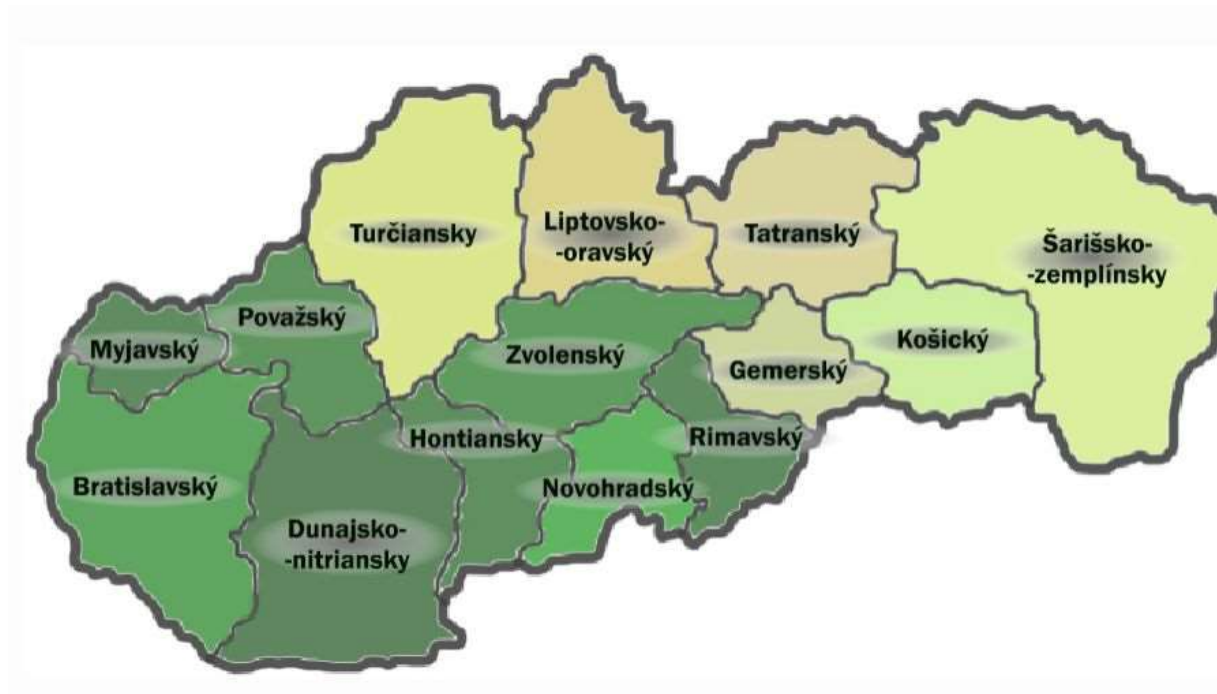 Turčiansky
Liptovsko-
-oravský
Tatranský
Šarišsko-
-zemplínsky
Považský
Myjavský
Zvolenský
Košický
Gemerský
Hontiansky
Rimavský
Bratislavský
Novohradský
Dunajsko-
-nitriansky